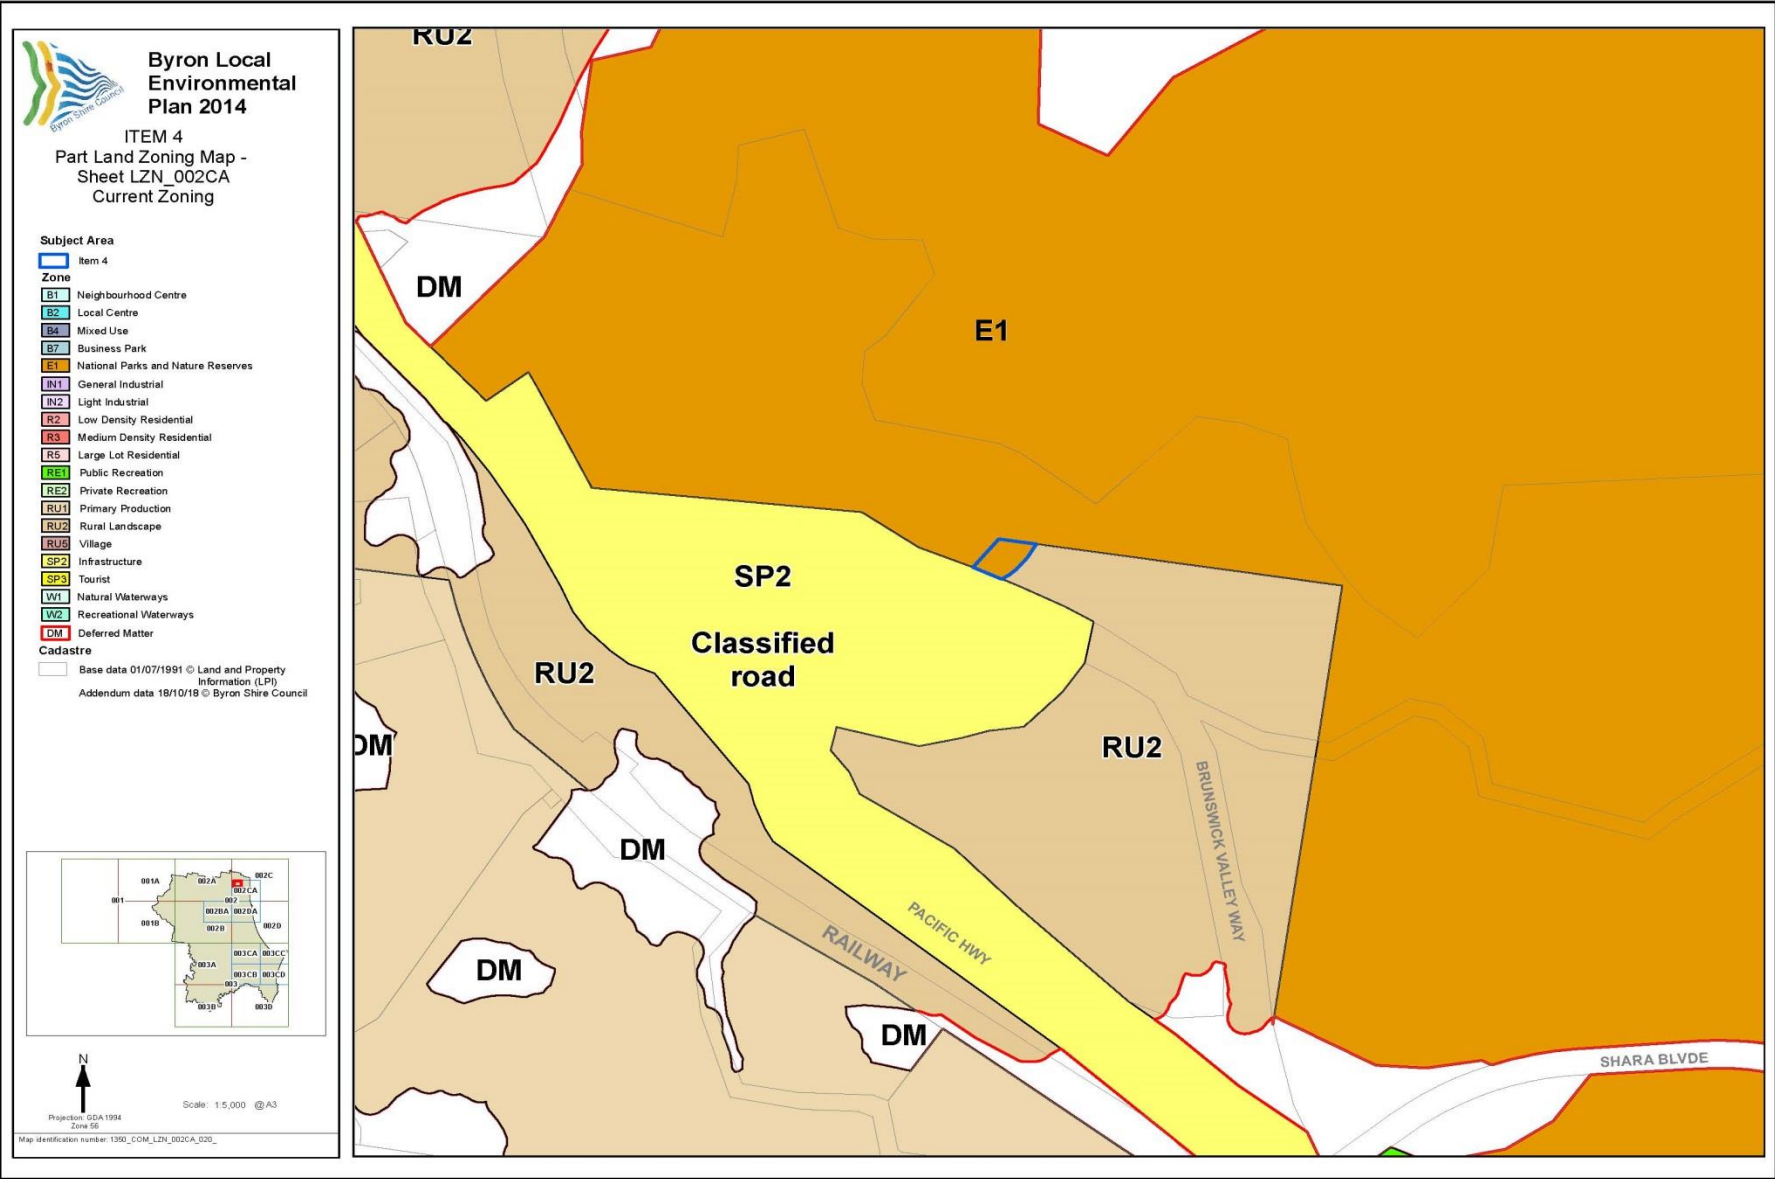 Byron Shire Council
Byron Local
Environmental
Plan 2014
ITEM 4
Part Land Zoning Map -
Sheet LZN_002CA
Current Zoning
Subject Area
Item 4
Zone
B1 Neighbourhood Centre
B2 Local Centre
B4 Mixed Use
B7 Business Park
E1 National Parks and Nature Reserves
IN1 General Industrial
IN2 Light Industrial
R2 Low Density Residential
R3 Medium Density Residential
R5 Large Lot Residential
RE1 Public Recreation
RE2 Private Recreation
RU1 Primary Production
RU2 Rural Landscape
RU5 Village
SP2 Infrastructure
SP3 Tourist
W1 Natural Waterways
W2 Recreational Waterways
DM Deferred Matter
Cadastre
Base data 01/07/1991 © Land and Property
Information (LPI)
Addendum data 18/10/18 © Byron Shire Council
001A
002A
002C
002CA
001
002
002BA
002DA
001B
002B
002D
003CA
003CC
003A
003CB
003CD
003
003B
003D
N
Projection: GDA 1994
Zone 56
Scale: 1:5,000 @A3
Map identification number: 1350_COM_LZN_002CA_020_
RU2
DM
E1
SP2
Classified
road
RU2
DM
RU2
BRUNSWICK VALLEY WAY
DM
PACIFIC HWY
RAILWAY
DM
DM
SHARA BLVDE